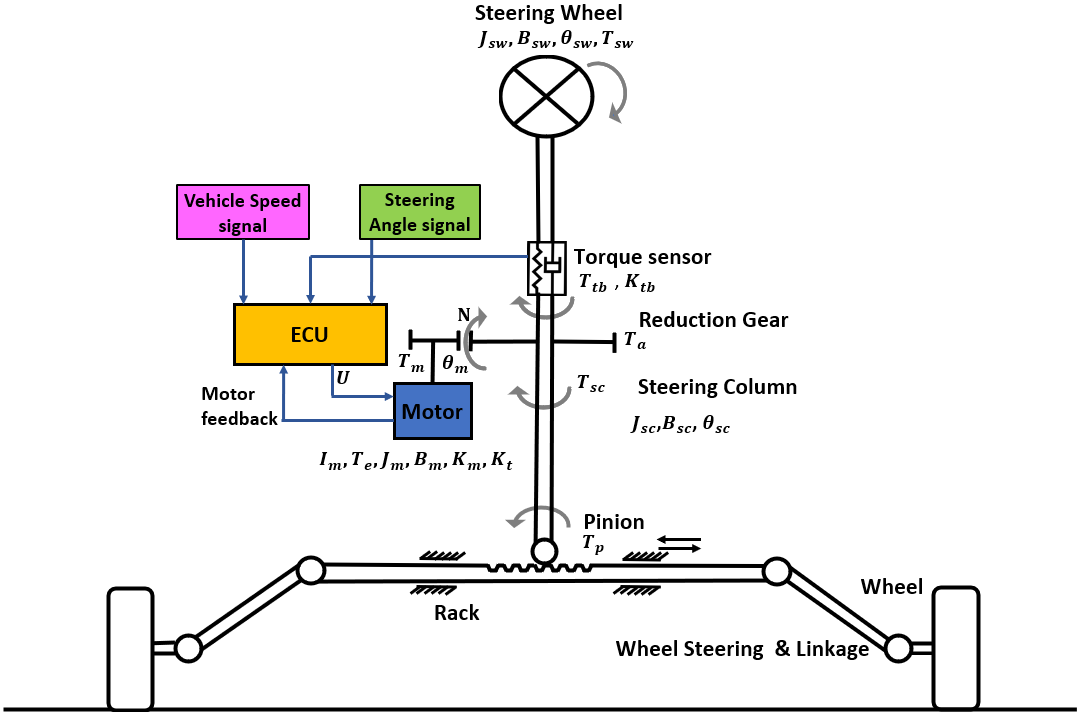 Steering Wheel
J_sw, B_sw, θ_sw, T_sw
Vehicle Speed
signal
Steering
Angle signal
Torque sensor
T_tb , K_tb
N
Reduction Gear
T_a
ECU
T_m
θ_m
T_sc
Steering Column
J_sc,B_sc, θ_sc
U
Motor
feedback
Motor
I_m, T_e, J_m, B_m, K_m, K_t
Pinion
T_p
Rack
Wheel
Wheel Steering & Linkage